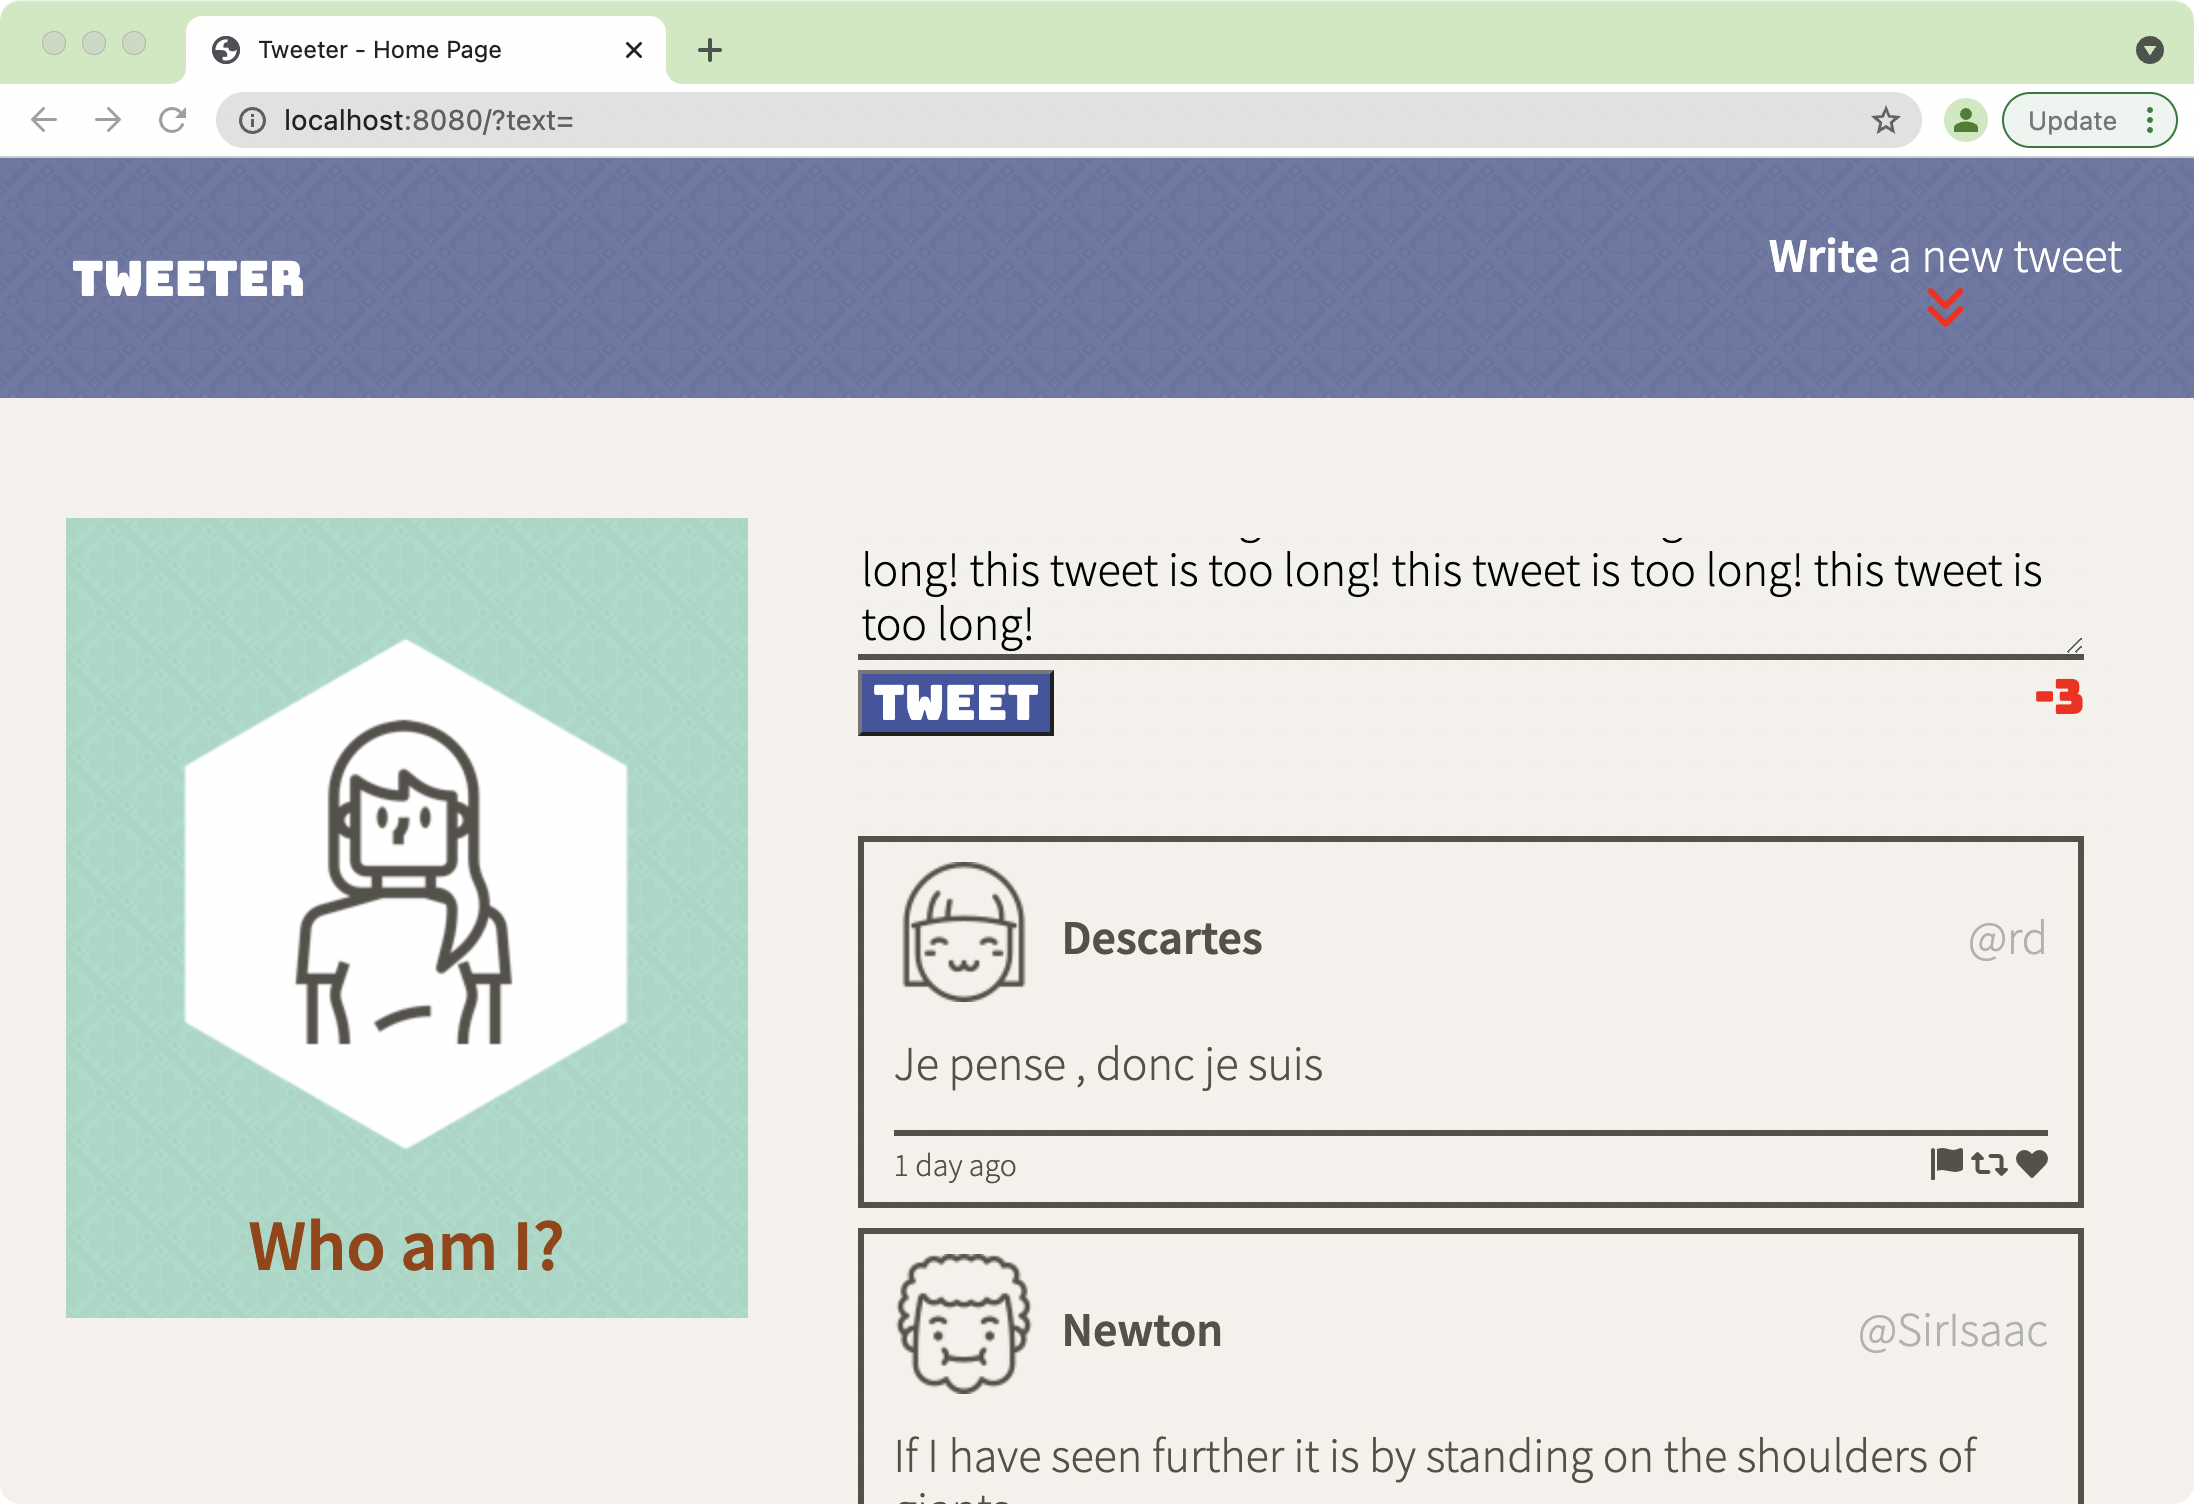 Tweeter - Home Page
localhost:8080/?text=
Update
TWEETER
Write a new tweet
long! this tweet is too long! this tweet is too long! this tweet is
too long!
TWEET
-3
Who am I?
Descartes
@rd
Je pense , donc je suis
1 day ago
Newton
@SirIsaac
If I have seen further it is by standing on the shoulders of